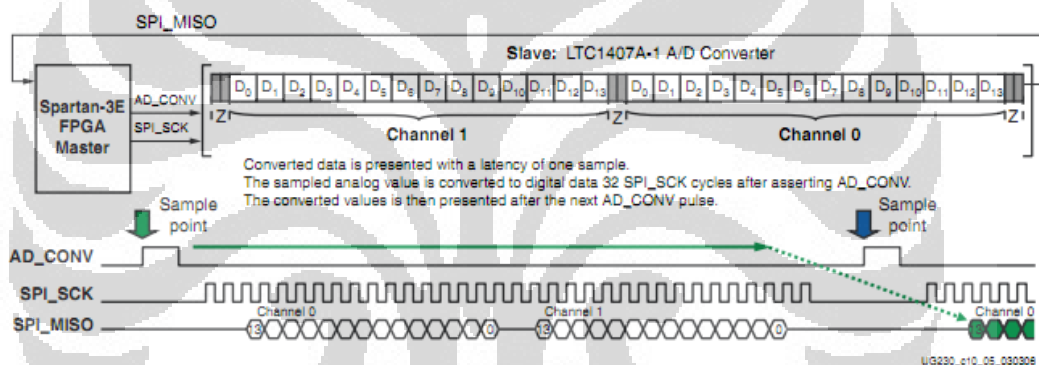 SPI_MISO
Slave: LTC1407A-1 A/D Converter
Spartan-3E
FPGA
Master
AD_CONV
SPI_SCK
D0 D1 D2 D3 D4 D5 D6 D7 D8 D9 D10 D11 D12 D13 D0 D1 D2 D3 D4 D5 D6 D7 D8 D9 D10 D11 D12 D13
Z Z Z
Channel 1 Channel 0
Converted data is presented with a latency of one sample.
The sampled analog value is converted to digital data 32 SPI_SCK cycles after asserting AD_CONV.
The converted values is then presented after the next AD_CONV pulse.
Sample
point
Sample
point
AD_CONV
SPI_SCK
SPI_MISO
Channel 0 Channel 1 Channel 0
13 0 13 0 13
UG230_c10_05_030306